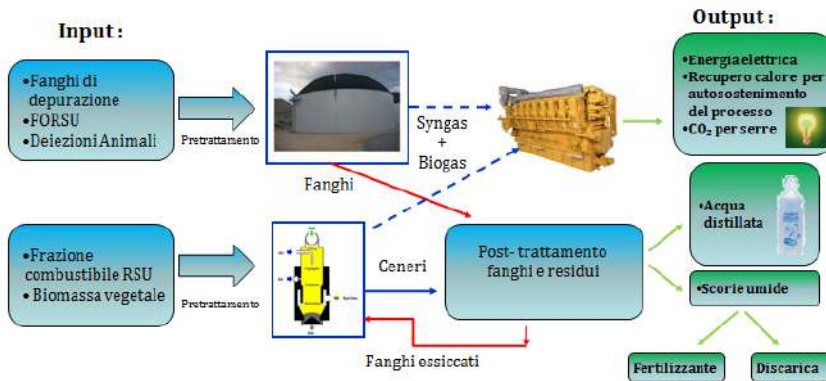 Input :
Output :
•Fanghi di
depurazione
•FORSU
•Deiezioni Animali
Pretrattamento
Syngas
+
Biogas
•Energia elettrica
•Recupero calore per
autosostenimento
del processo
•CO₂ per serre
Fanghi
•Frazione
combustibile RSU
•Biomassa vegetale
Pretrattamento
Ceneri
Post- trattamento
fanghi e residui
•Acqua
distillata
•Scorie umide
Fanghi essiccati
Fertilizzante
Discarica